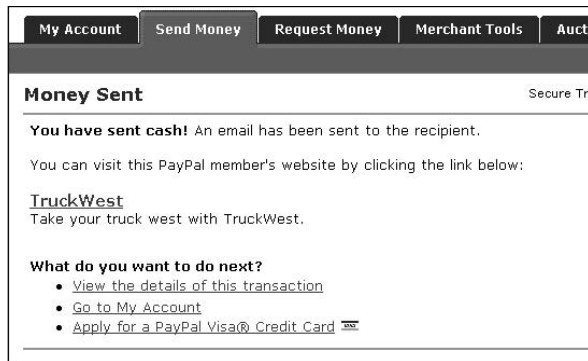 My Account Send Money Request Money Merchant Tools Auct
Money Sent Secure Tr
You have sent cash! An email has been sent to the recipient.
You can visit this PayPal member's website by clicking the link below:
TruckWest
Take your truck west with TruckWest.
What do you want to do next?
• View the details of this transaction
• Go to My Account
• Apply for a PayPal Visa® Credit Card